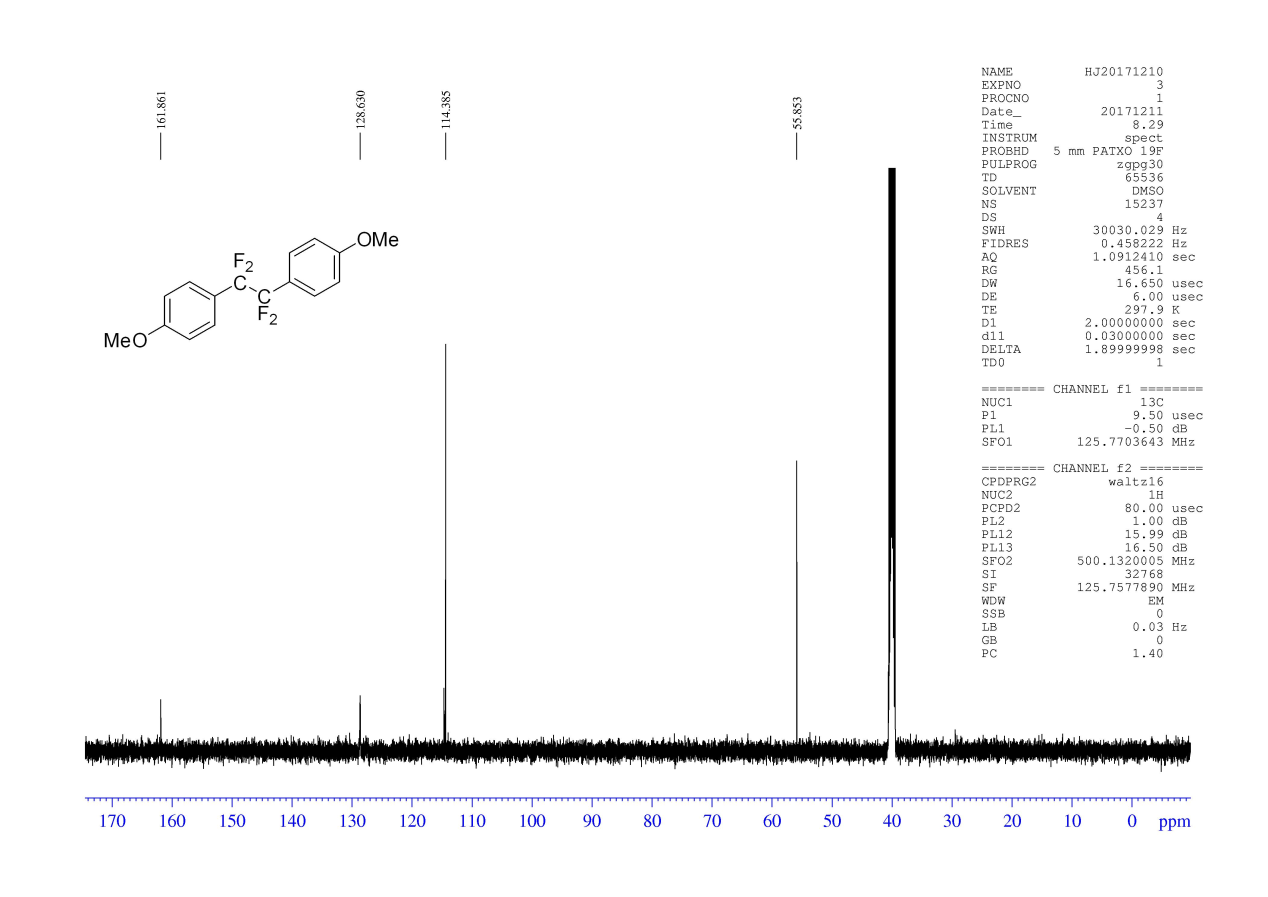 161.861
128.630
114.385
55.853
OMe
F2
C
C
F2
MeO
NAME HJ20171210
EXPNO 3
PROCNO 1
Date_ 20171211
Time 8.29
INSTRUM spect
PROBHD 5 mm PATXO 19F
PULPROG zgpg30
TD 65536
SOLVENT DMSO
NS 15237
DS 4
SWH 30030.029 Hz
FIDRES 0.458222 Hz
AQ 1.0912410 sec
RG 456.1
DW 16.650 usec
DE 6.00 usec
TE 297.9 K
D1 2.00000000 sec
d11 0.03000000 sec
DELTA 1.89999998 sec
TD0 1
======== CHANNEL f1 ========
NUC1 13C
P1 9.50 usec
PL1 -0.50 dB
SFO1 125.7703643 MHz
======== CHANNEL f2 ========
CPDPRG2 waltz16
NUC2 1H
PCPD2 80.00 usec
PL2 1.00 dB
PL12 15.99 dB
PL13 16.50 dB
SFO2 500.1320005 MHz
SI 32768
SF 125.7577890 MHz
WDW EM
SSB 0
LB 0.03 Hz
GB 0
PC 1.40
170 160 150 140 130 120 110 100 90 80 70 60 50 40 30 20 10 0 ppm